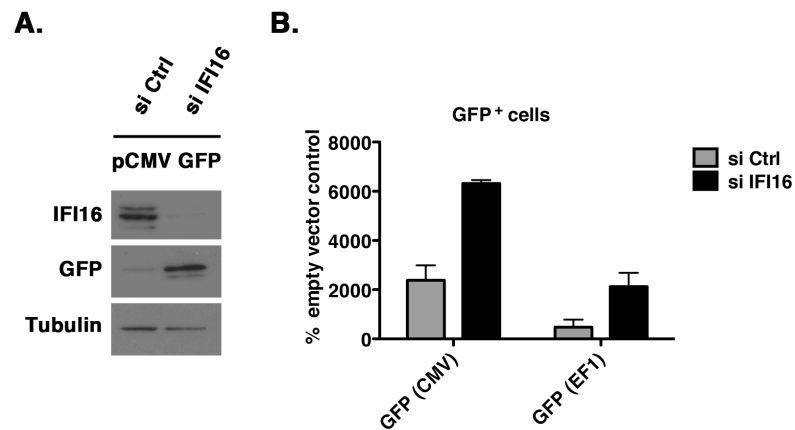 A.
si Ctrl
si IFI16
pCMV GFP
IFI16
GFP
Tubulin
B.
GFP + cells
% empty vector control
8000
6000
4000
2000
0
GFP (CMV)
GFP (EF1)
si Ctrl
si IFI16